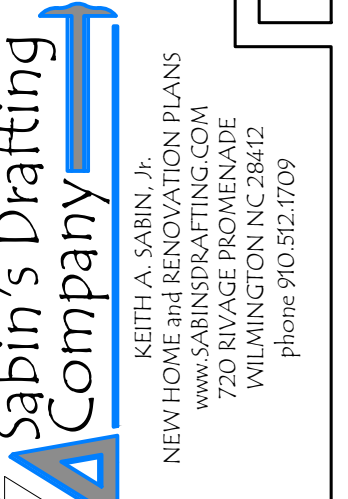 Sabin's Drafting
Company
KEITH A. SABIN, Jr.
NEW HOME and RENOVATION PLANS
www.SABINSDRAFTING.COM
720 RIVAGE PROMENADE
WILMINGTON NC 28412
phone 910.512.1709